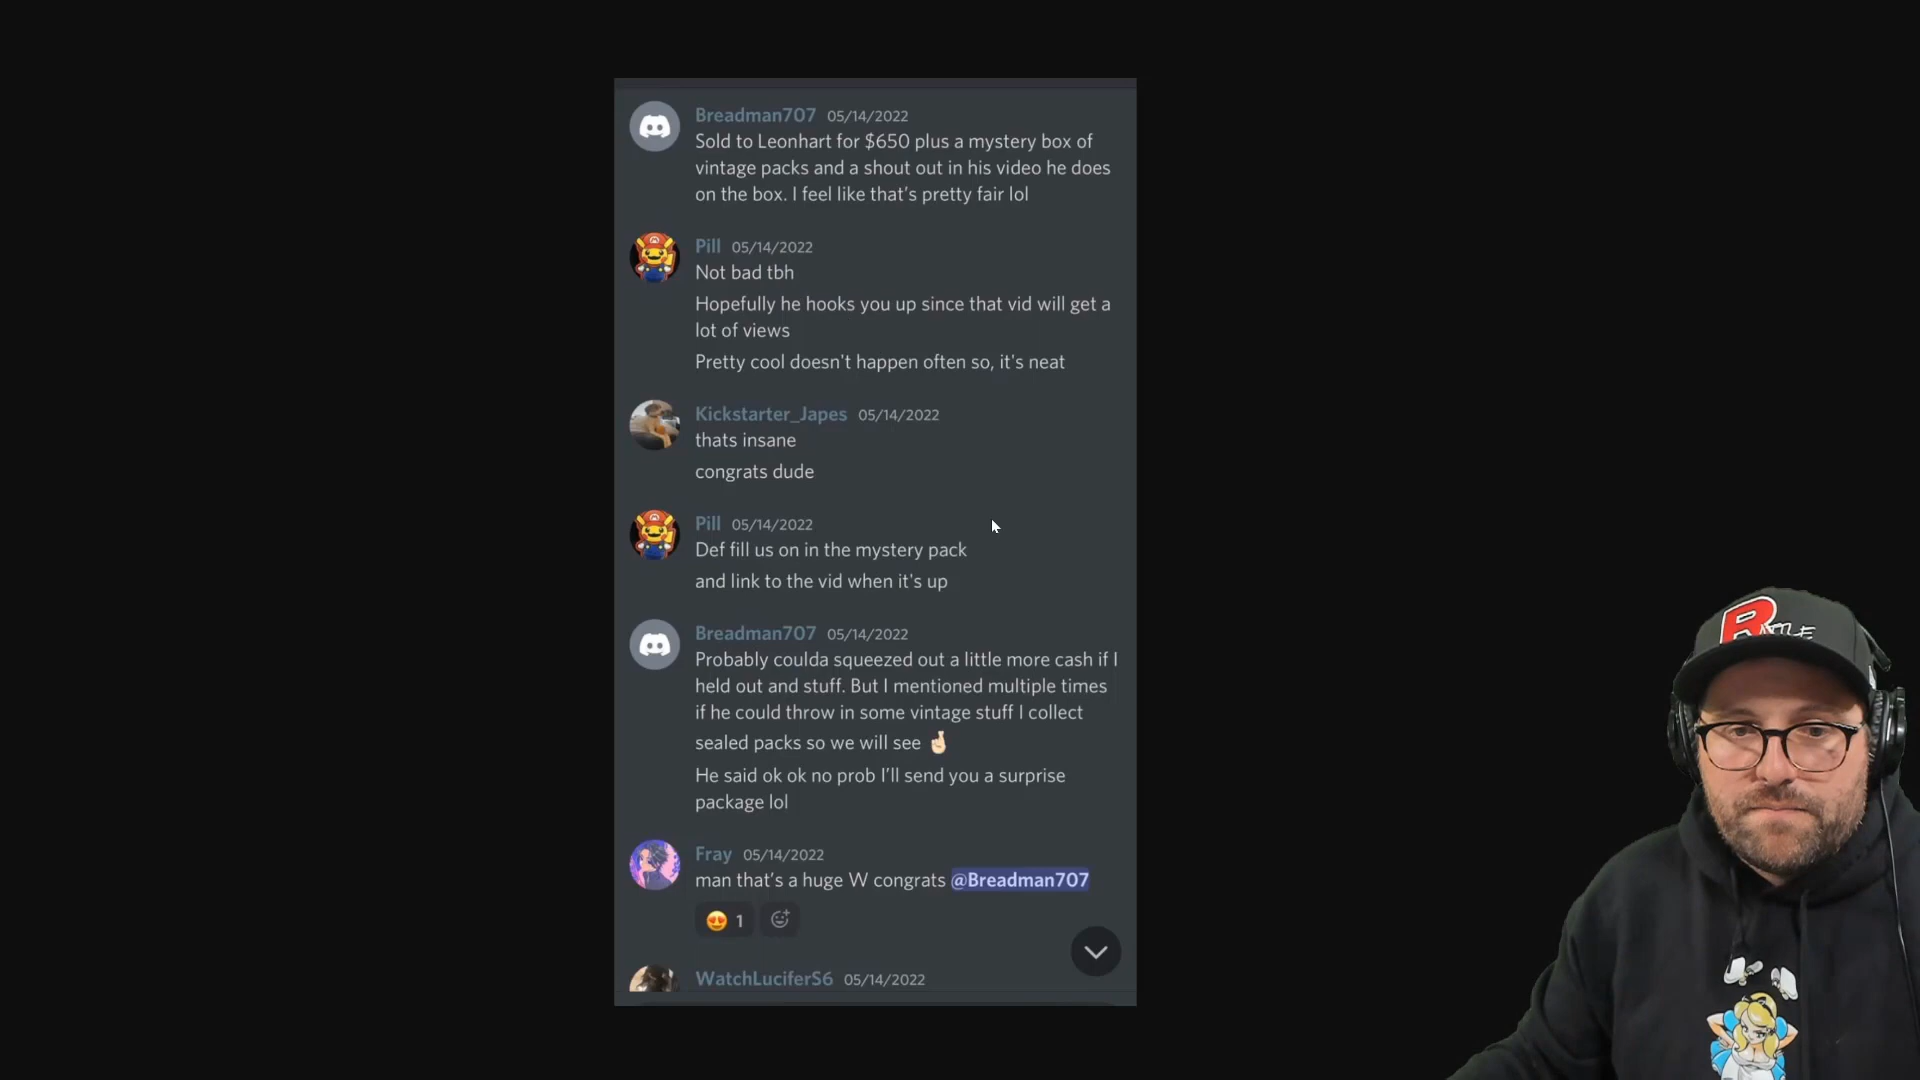 Breadman707 05/14/2022
Sold to Leonhart for $650 plus a mystery box of
vintage packs and a shout out in his video he does
on the box. I feel like that's pretty fair lol
Pill 05/14/2022
Not bad tbh
Hopefully he hooks you up since that vid will get a
lot of views
Pretty cool doesn't happen often so, it's neat
Kickstarter_Japes 05/14/2022
thats insane
congrats dude
Pill 05/14/2022
Def fill us on in the mystery pack
and link to the vid when it's up
Breadman707 05/14/2022
Probably coulda squeezed out a little more cash if I
held out and stuff. But I mentioned multiple times
if he could throw in some vintage stuff I collect
sealed packs so we will see 🤞🏻
He said ok ok no prob I'll send you a surprise
package lol
Fray 05/14/2022
man that's a huge W congrats @Breadman707
😍 1
WatchLuciferS6 05/14/2022